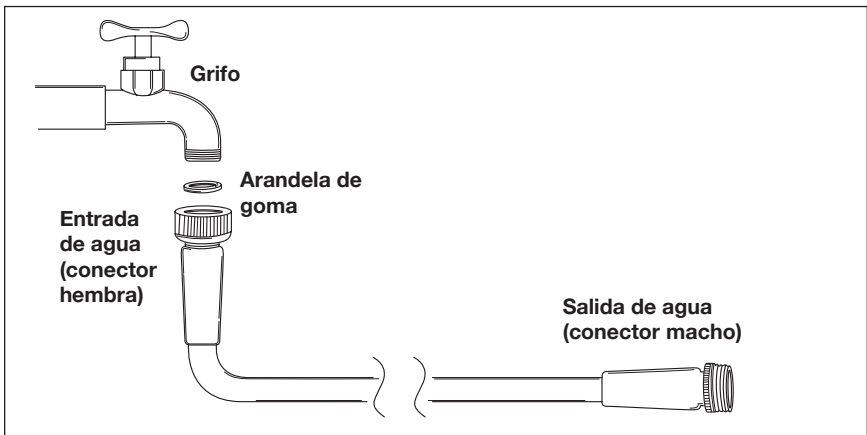 Grifo
Arandela de
goma
Entrada
de agua
(conector
hembra)
Salida de agua
(conector macho)